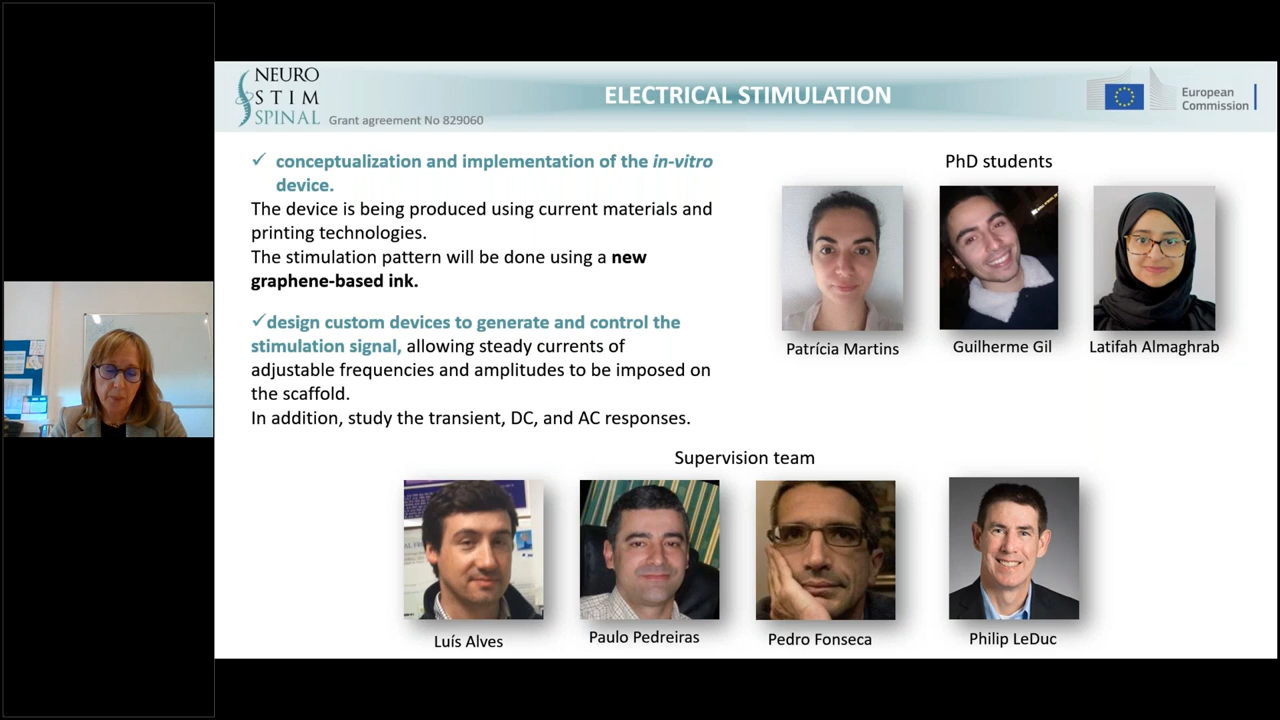 NEURO
STIM
SPINAL
Grant agreement No 829060
ELECTRICAL STIMULATION
European
Commission
✓ conceptualization and implementation of the in-vitro
device.
The device is being produced using current materials and
printing technologies.
The stimulation pattern will be done using a new
graphene-based ink.
✓design custom devices to generate and control the
stimulation signal, allowing steady currents of
adjustable frequencies and amplitudes to be imposed on
the scaffold.
In addition, study the transient, DC, and AC responses.
PhD students
Patrícia Martins
Guilherme Gil
Latifah Almaghrab
Supervision team
Luís Alves
Paulo Pedreiras
Pedro Fonseca
Philip LeDuc